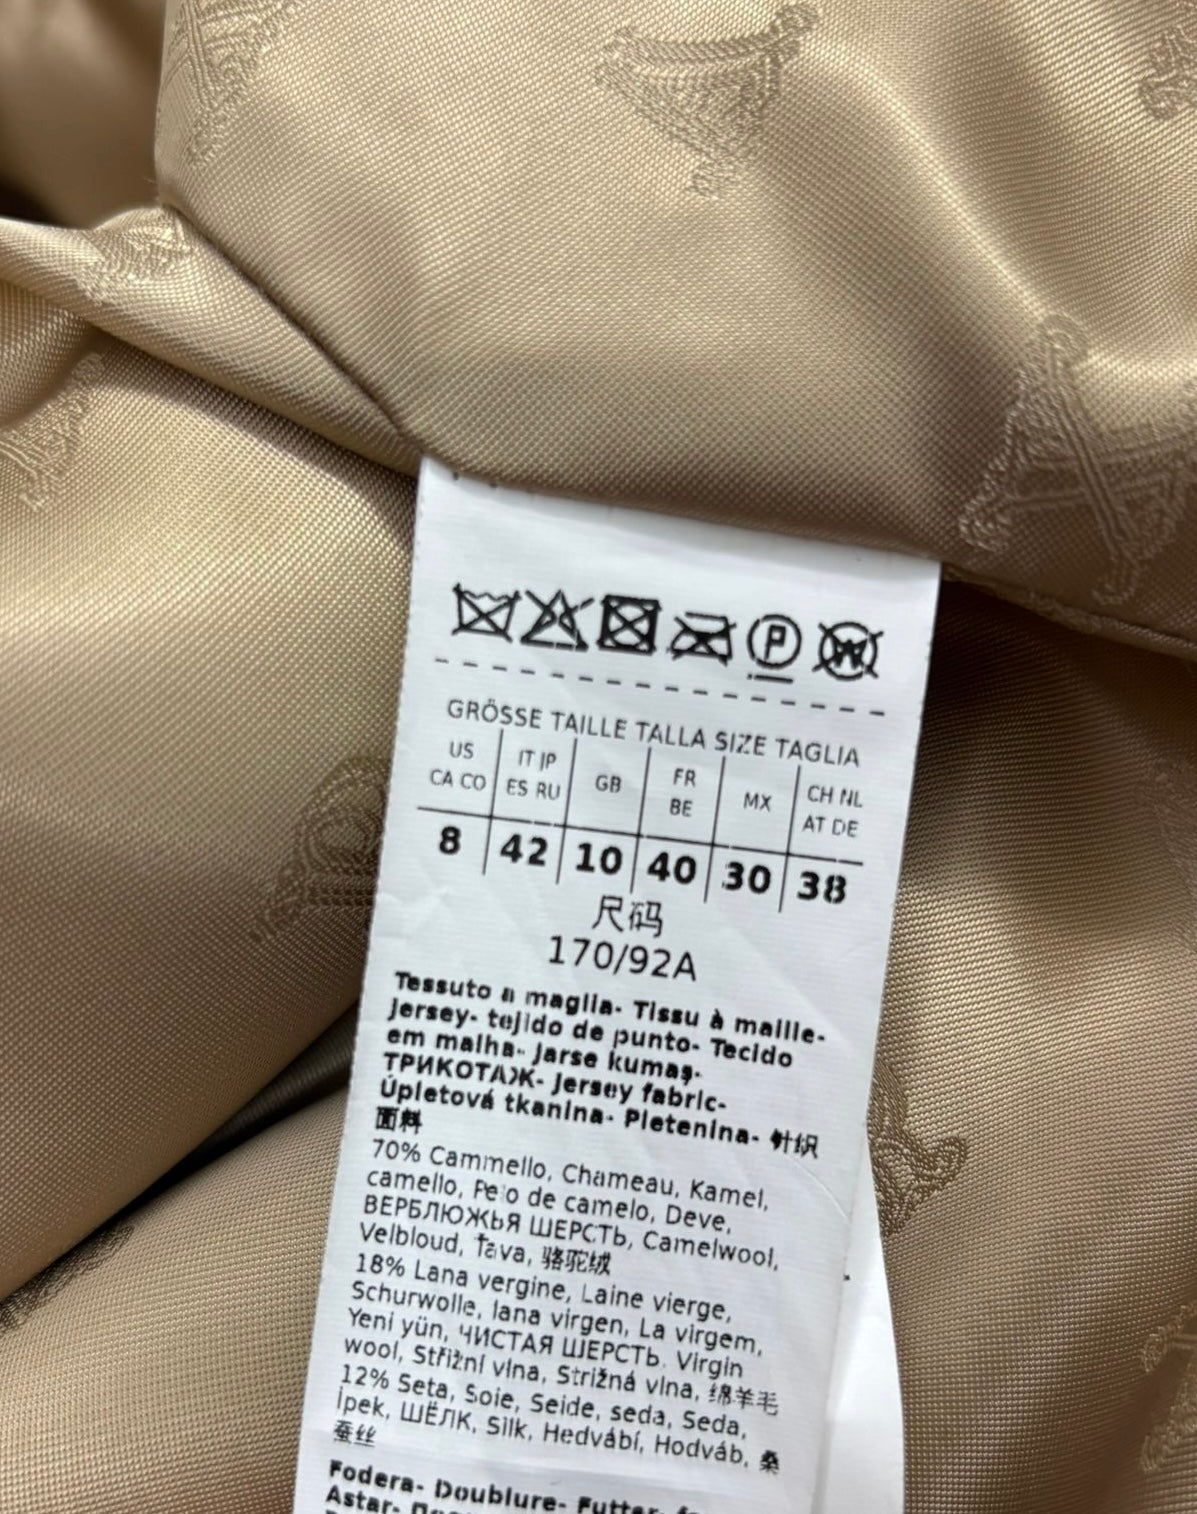 P W
GRÖSSE TAILLE TALLA SIZE TAGLIA
US CA CO | IT JP ES RU | GB | FR BE | MX | CH NL AT DE
8 | 42 | 10 | 40 | 30 | 38
尺码
170/92A
Tessuto a maglia- Tissu à maille-
Jersey- tejido de punto- Tecido
em malha- Jarse kumaş-
ТРИКОТАЖ- Jersey fabric-
Úpletová tkanina- Pletenina- 针织
面料
70% Cammello, Chameau, Kamel,
camello, Pelo de camelo, Deve,
ВЕРБЛЮЖЬЯ ШЕРСТЬ, Camelwool,
Velbloud, Ťava, 骆驼绒
18% Lana vergine, Laine vierge,
Schurwolle, lana virgen, La virgem,
Yeni yün, ЧИСТАЯ ШЕРСТЬ. Virgin
wool, Střižní vlna, Strižná vlna, 绵羊毛
12% Seta, Soie, Seide, seda, Seda,
İpek, ШЁЛК, Silk, Hedvábí, Hodváb, 桑
蚕丝
Fodera- Doublure- Futter-
Astar-